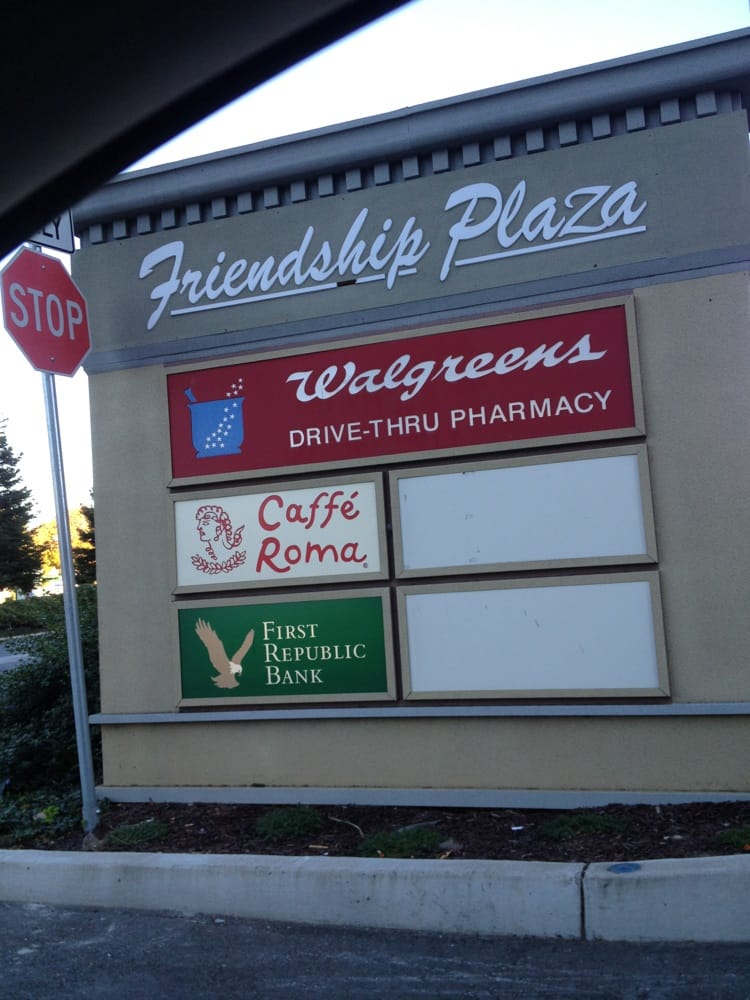 Friendship Plaza
STOP
Walgreens
DRIVE-THRU PHARMACY
Caffé
Roma®
FIRST
REPUBLIC
BANK